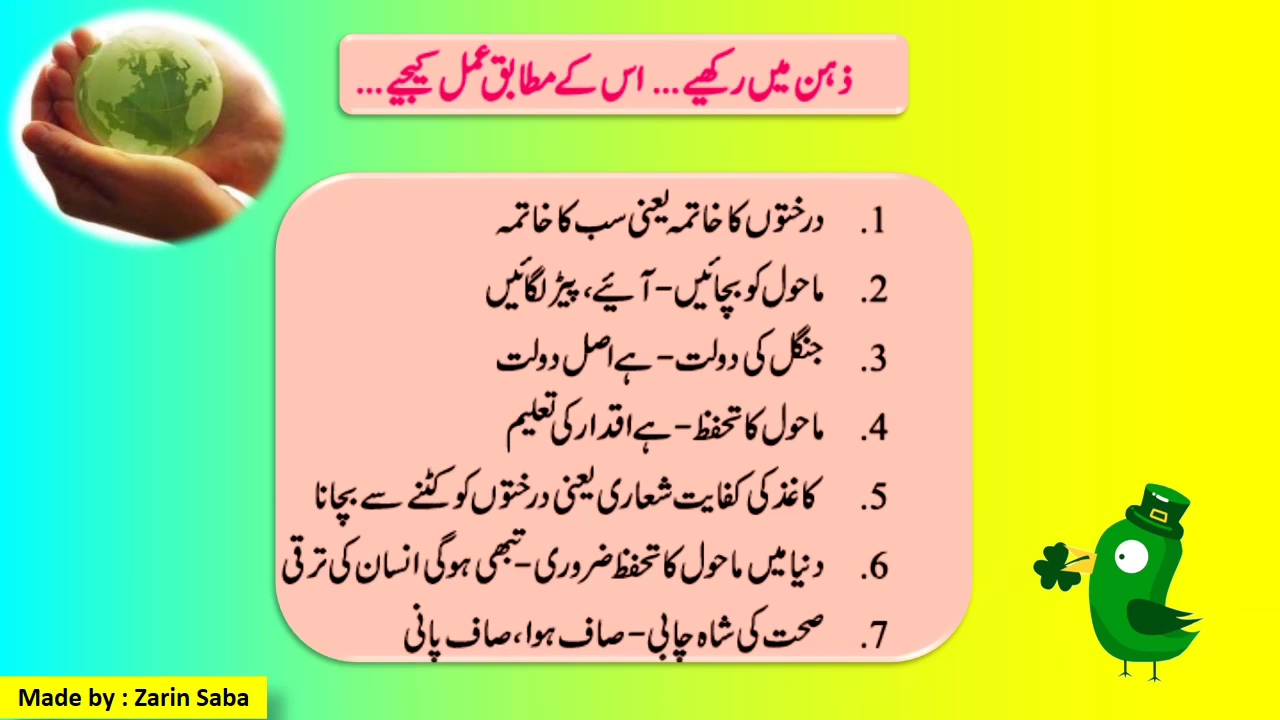 ذہن میں رکھیے... اس کے مطابق عمل کیجیے...
1. درختوں کا خاتمہ یعنی سب کا خاتمہ
2. ماحول کو بچائیں – آئیے، پیڑ لگائیں
3. جنگل کی دولت – ہے اصل دولت
4. ماحول کا تحفظ – ہے اقدار کی تعلیم
5. کاغذ کی کفایت شعاری یعنی درختوں کو کٹنے سے بچانا
6. دنیا میں ماحول کا تحفظ ضروری – تبھی ہوگی انسان کی ترقی
7. صحت کی شاہ چابی – صاف ہوا، صاف پانی
Made by : Zarin Saba